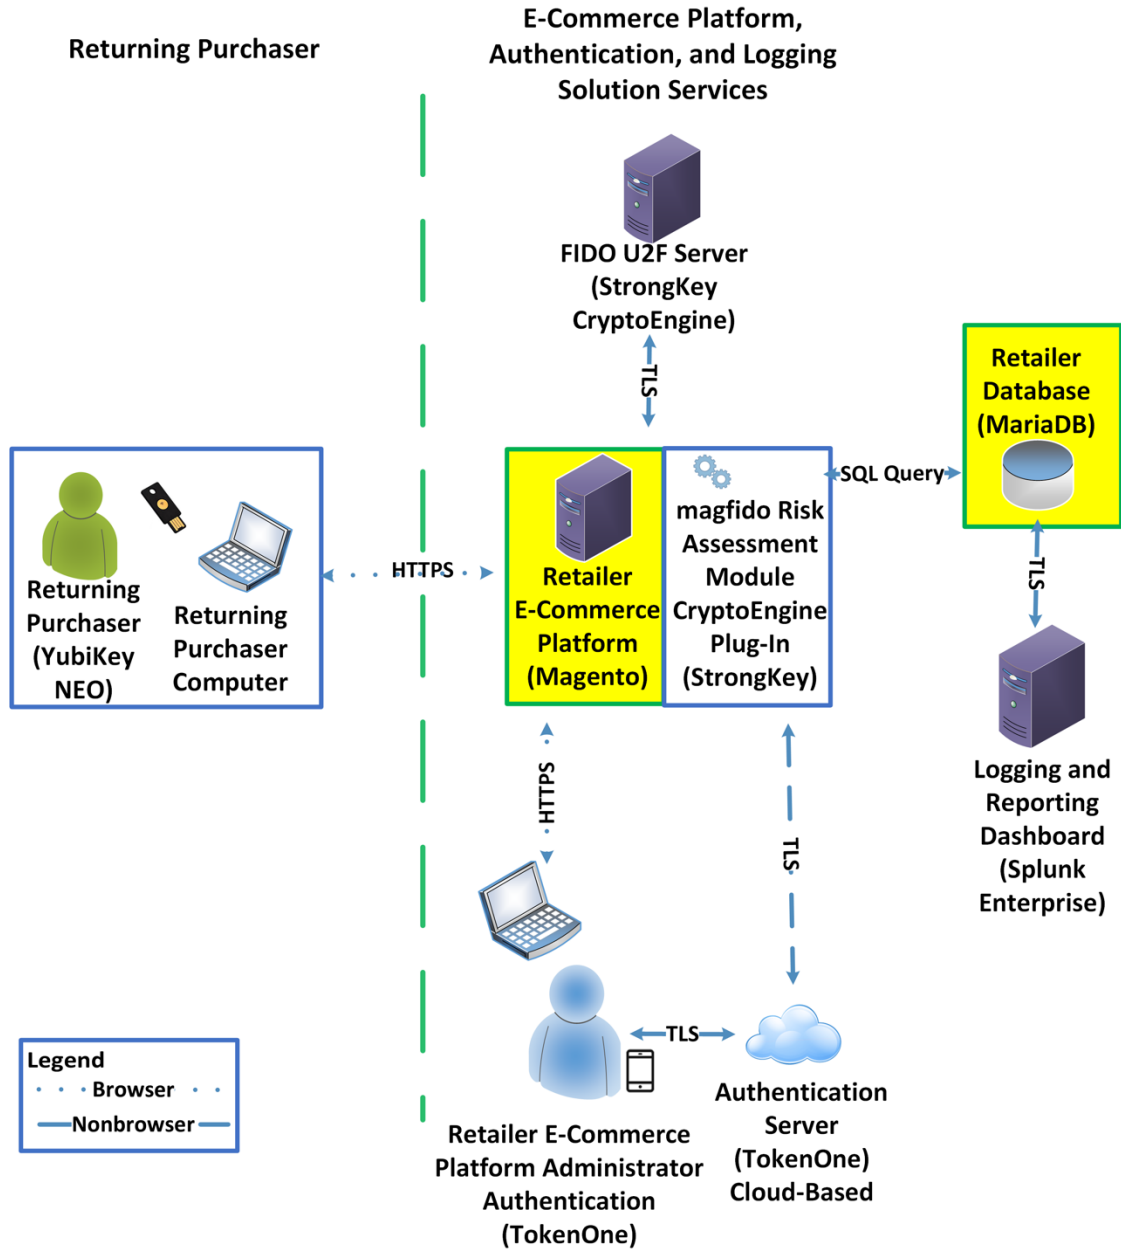 Returning Purchaser
E-Commerce Platform,
Authentication, and Logging
Solution Services
FIDO U2F Server
(StrongKey
CryptoEngine)
TLS
Retailer
Database
(MariaDB)
SQL Query
TLS
Logging and
Reporting
Dashboard
(Splunk
Enterprise)
Returning
Purchaser
(YubiKey
NEO)
Returning
Purchaser
Computer
HTTPS
Retailer
E-Commerce
Platform
(Magento)
magfido Risk
Assessment
Module
CryptoEngine
Plug-In
(StrongKey)
HTTPS
TLS
TLS
Retailer E-Commerce
Platform Administrator
Authentication
(TokenOne)
Authentication
Server
(TokenOne)
Cloud-Based
Legend
Browser
Nonbrowser